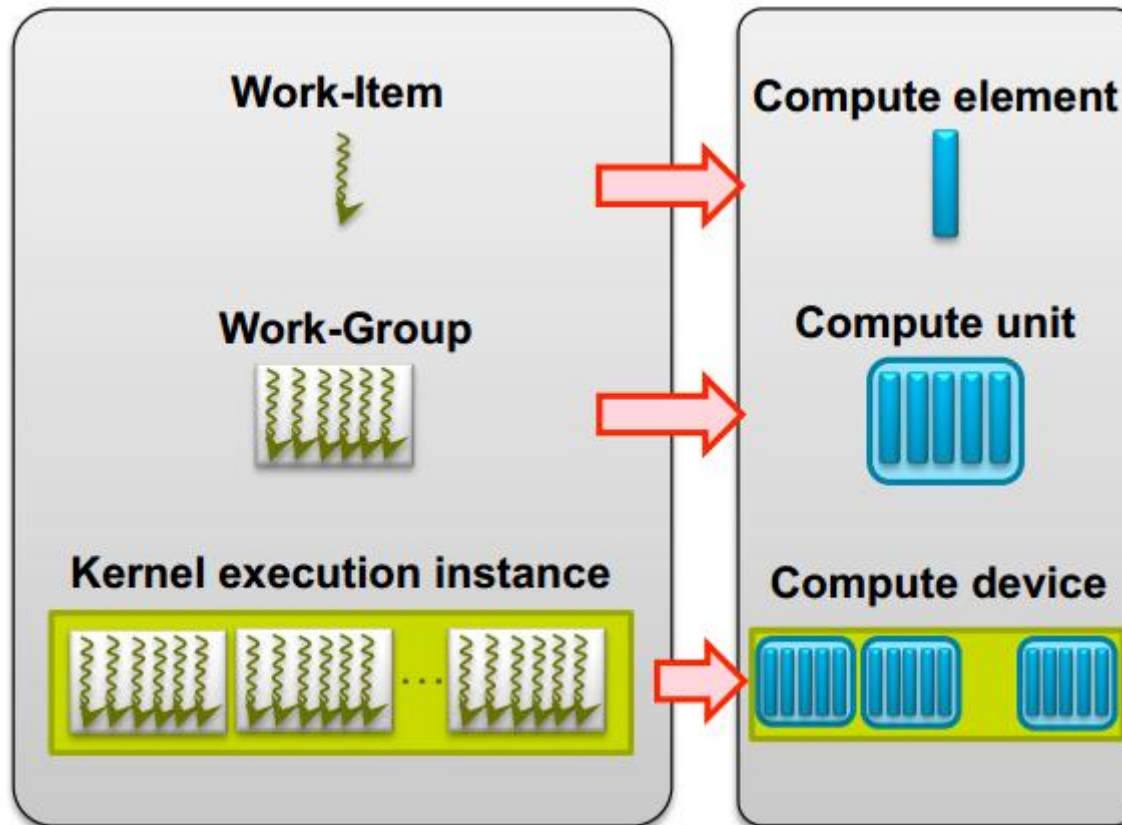 Work-Item
Compute element
Work-Group
Compute unit
Kernel execution instance
Compute device
...